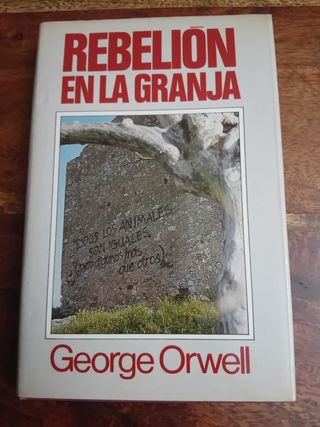 REBELIÓN
EN LA GRANJA
TODOS LOS ANIMALES
SON IGUALES,
(pero algunos más
que otros)
George Orwell